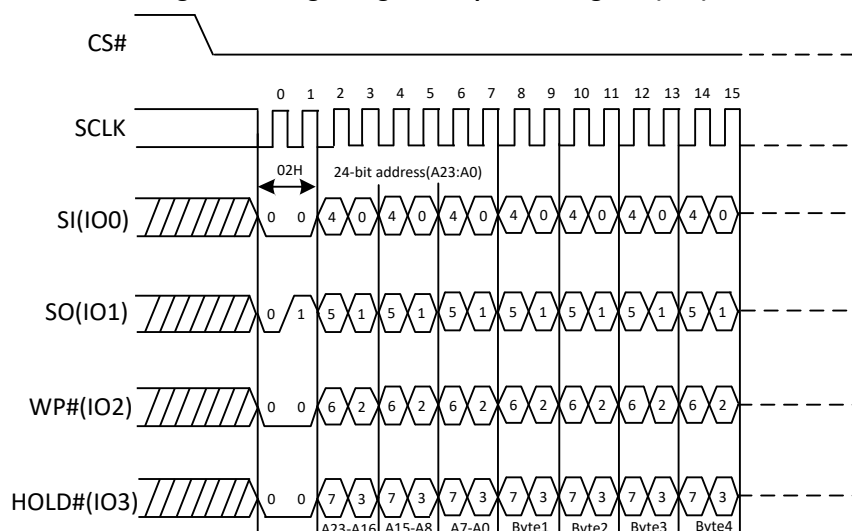 CS#
0 1 2 3 4 5 6 7 8 9 10 11 12 13 14 15
SCLK
02H 24-bit address(A23:A0)
SI(IO0) 0 0 4 0 4 0 4 0 4 0 4 0 4 0 4 0
SO(IO1) 0 1 5 1 5 1 5 1 5 1 5 1 5 1 5 1
WP#(IO2) 0 0 6 2 6 2 6 2 6 2 6 2 6 2 6 2
HOLD#(IO3) 0 0 7 3 7 3 7 3 7 3 7 3 7 3 7 3
A23-A16 A15-A8 A7-A0 Byte1 Byte2 Byte3 Byte4